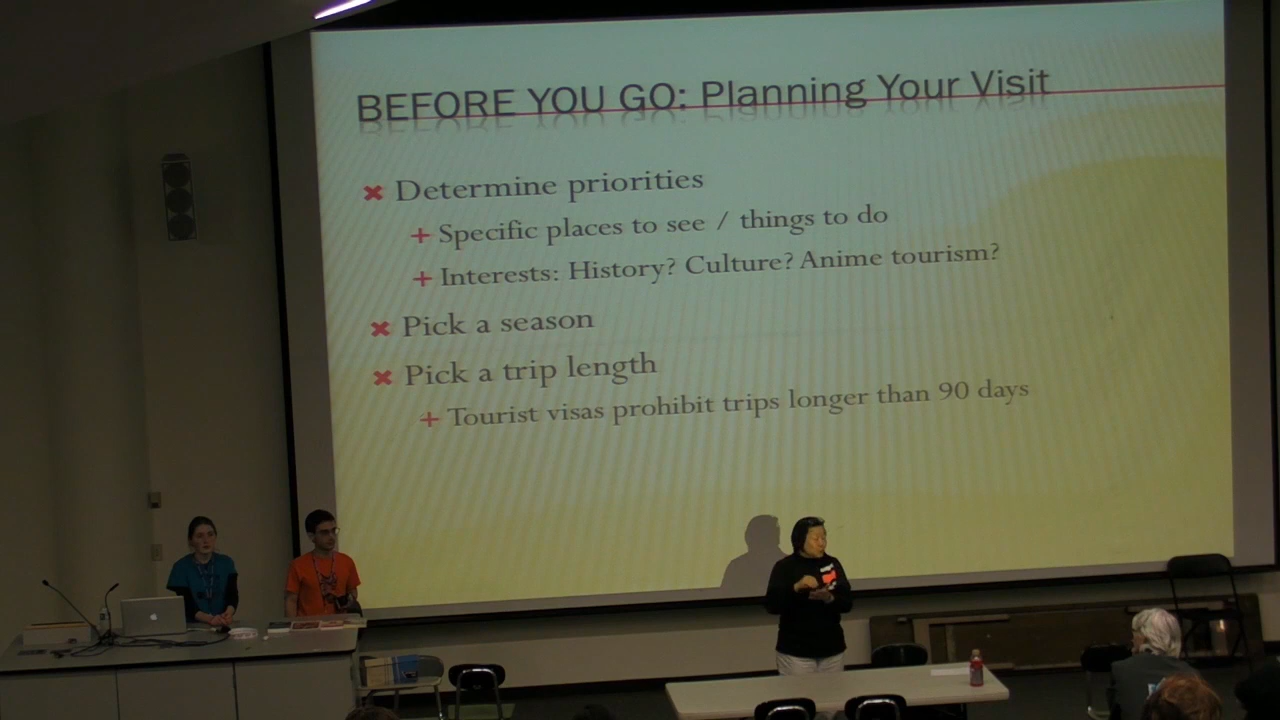 BEFORE YOU GO: Planning Your Visit
Determine priorities
Specific places to see / things to do
Interests: History? Culture? Anime tourism?
Pick a season
Pick a trip length
Tourist visas prohibit trips longer than 90 days